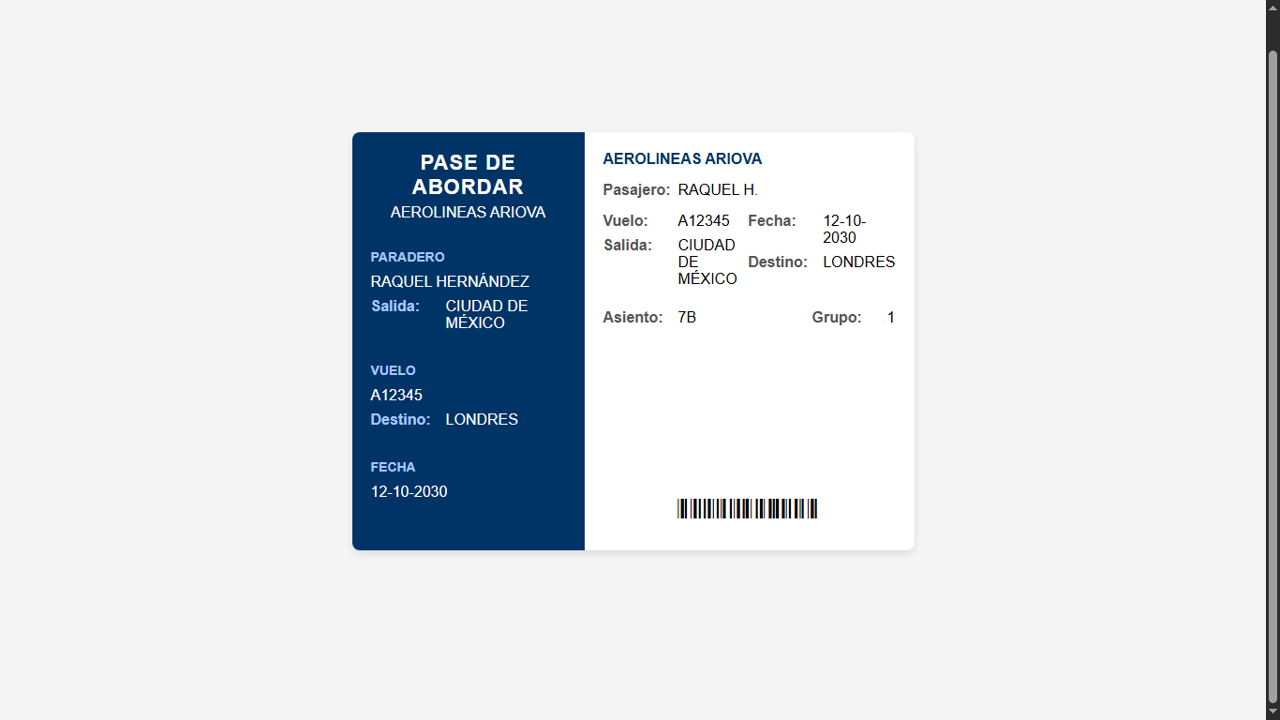 PASE DE
ABORDAR
AEROLINEAS ARIOVA
PARADERO
RAQUEL HERNÁNDEZ
Salida: CIUDAD DE
MÉXICO
VUELO
A12345
Destino: LONDRES
FECHA
12-10-2030
AEROLINEAS ARIOVA
Pasajero: RAQUEL H.
Vuelo: A12345
Salida: CIUDAD
DE
MÉXICO
Fecha: 12-10-
2030
Destino: LONDRES
Asiento: 7B
Grupo: 1